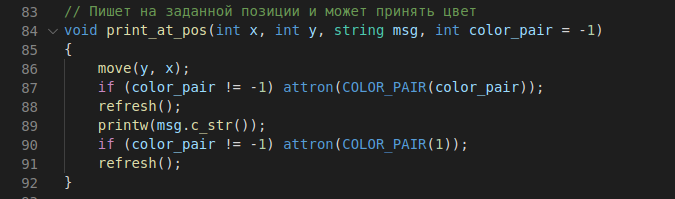 83 // Пишет на заданной позиции и может принять цвет
84 void print_at_pos(int x, int y, string msg, int color_pair = -1)
85 {
86 move(y, x);
87 if (color_pair != -1) attron(COLOR_PAIR(color_pair));
88 refresh();
89 printw(msg.c_str());
90 if (color_pair != -1) attron(COLOR_PAIR(1));
91 refresh();
92 }